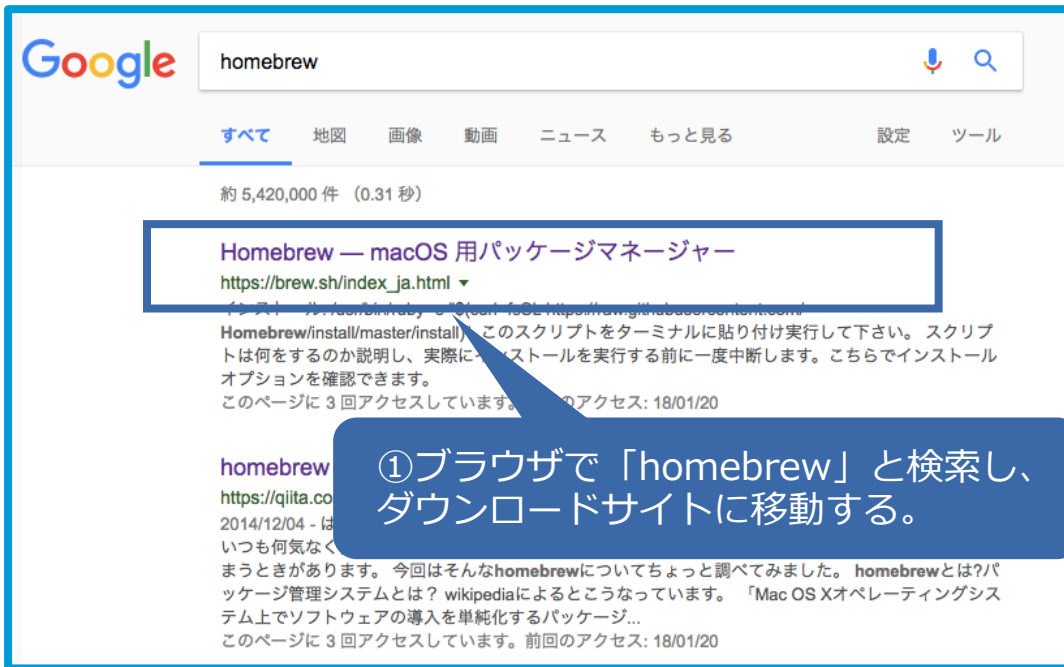 Google
homebrew
すべて 地図 画像 動画 ニュース もっと見る 設定 ツール
約 5,420,000 件 (0.31 秒)
Homebrew — macOS 用パッケージマネージャー
https://brew.sh/index_ja.html
Homebrew/install/master/install) このスクリプトをターミナルに貼り付け実行して下さい。 スクリプ
トは何をするのか説明し、実際に ンストールを実行する前に一度中断します。こちらでインストール
オプションを確認できます。
このページに 3 回アクセスしています。 のアクセス: 18/01/20
①ブラウザで「homebrew」と検索し、
ダウンロードサイトに移動する。
homebrew
https://qiita.co
2014/12/04 - は
いつも何気なく
まうときがあります。 今回はそんなhomebrewについてちょっと調べてみました。 homebrewとは?パ
ッケージ管理システムとは? wikipediaによるとこうなっています。 「Mac OS Xオペレーティングシス
テム上でソフトウェアの導入を単純化するパッケージ...
このページに 3 回アクセスしています。前回のアクセス: 18/01/20